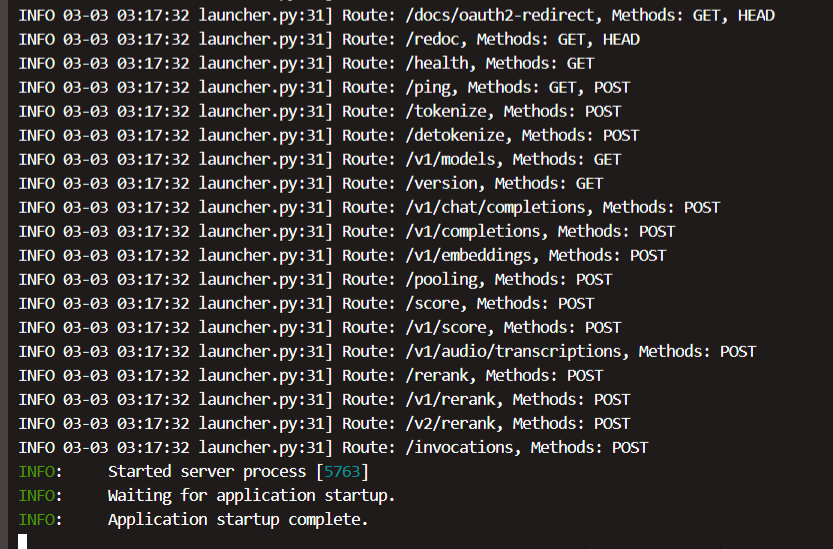 INFO 03-03 03:17:32 launcher.py:31] Route: /docs/oauth2-redirect, Methods: GET, HEAD
INFO 03-03 03:17:32 launcher.py:31] Route: /redoc, Methods: GET, HEAD
INFO 03-03 03:17:32 launcher.py:31] Route: /health, Methods: GET
INFO 03-03 03:17:32 launcher.py:31] Route: /ping, Methods: GET, POST
INFO 03-03 03:17:32 launcher.py:31] Route: /tokenize, Methods: POST
INFO 03-03 03:17:32 launcher.py:31] Route: /detokenize, Methods: POST
INFO 03-03 03:17:32 launcher.py:31] Route: /v1/models, Methods: GET
INFO 03-03 03:17:32 launcher.py:31] Route: /version, Methods: GET
INFO 03-03 03:17:32 launcher.py:31] Route: /v1/chat/completions, Methods: POST
INFO 03-03 03:17:32 launcher.py:31] Route: /v1/completions, Methods: POST
INFO 03-03 03:17:32 launcher.py:31] Route: /v1/embeddings, Methods: POST
INFO 03-03 03:17:32 launcher.py:31] Route: /pooling, Methods: POST
INFO 03-03 03:17:32 launcher.py:31] Route: /score, Methods: POST
INFO 03-03 03:17:32 launcher.py:31] Route: /v1/score, Methods: POST
INFO 03-03 03:17:32 launcher.py:31] Route: /v1/audio/transcriptions, Methods: POST
INFO 03-03 03:17:32 launcher.py:31] Route: /rerank, Methods: POST
INFO 03-03 03:17:32 launcher.py:31] Route: /v1/rerank, Methods: POST
INFO 03-03 03:17:32 launcher.py:31] Route: /v2/rerank, Methods: POST
INFO 03-03 03:17:32 launcher.py:31] Route: /invocations, Methods: POST
INFO:     Started server process [5763]
INFO:     Waiting for application startup.
INFO:     Application startup complete.